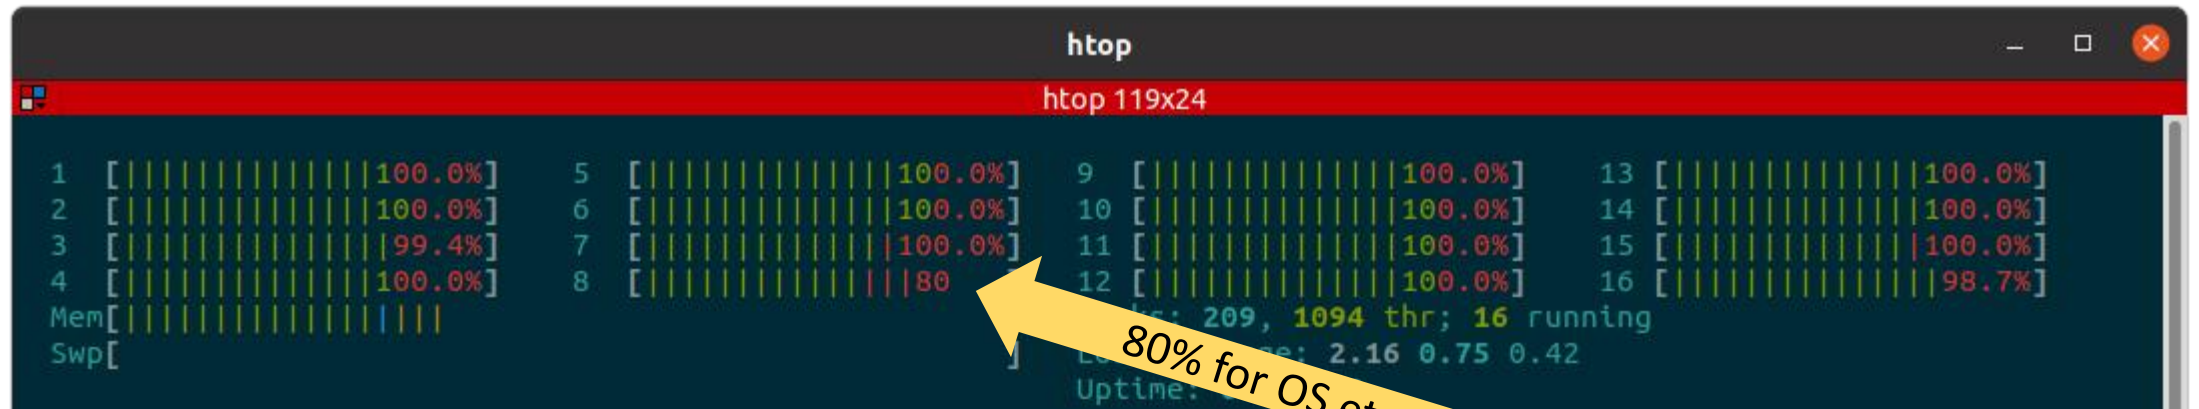 htop
htop 119x24
1 [||||||||||||||100.0%] 5 [||||||||||||||100.0%] 9 [||||||||||||||100.0%] 13 [||||||||||||||100.0%]
2 [||||||||||||||100.0%] 6 [||||||||||||||100.0%] 10 [||||||||||||||100.0%] 14 [||||||||||||||100.0%]
3 [|||||||||||||||99.4%] 7 [||||||||||||||100.0%] 11 [||||||||||||||100.0%] 15 [||||||||||||||100.0%]
4 [||||||||||||||100.0%] 8 [|||||||||||||||80 ] 12 [||||||||||||||100.0%] 16 [|||||||||||||||98.7%]
Mem[||||||||||||||||||
209, 1094 thr; 16 running
Swp[ ] 2.16 0.75 0.42
Uptime:
80% for OS